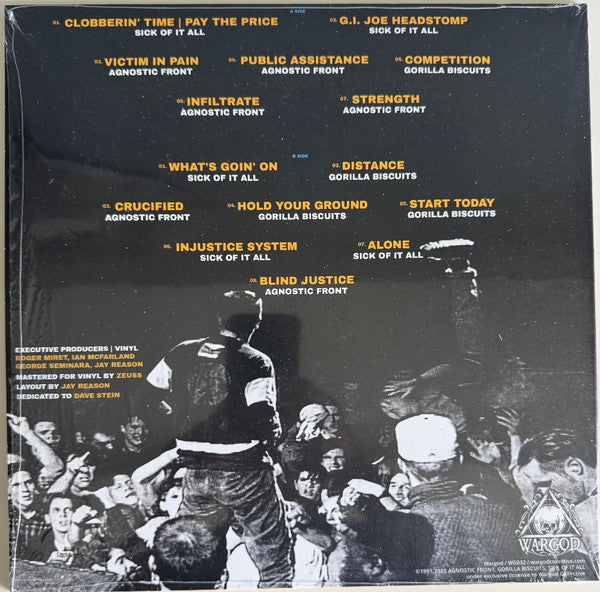 A SIDE
01. CLOBBERIN' TIME | PAY THE PRICE
SICK OF IT ALL
02. G.I. JOE HEADSTOMP
SICK OF IT ALL
03. VICTIM IN PAIN
AGNOSTIC FRONT
04. PUBLIC ASSISTANCE
AGNOSTIC FRONT
05. COMPETITION
GORILLA BISCUITS
06. INFILTRATE
AGNOSTIC FRONT
07. STRENGTH
AGNOSTIC FRONT
B SIDE
01. WHAT'S GOIN' ON
SICK OF IT ALL
02. DISTANCE
GORILLA BISCUITS
03. CRUCIFIED
AGNOSTIC FRONT
04. HOLD YOUR GROUND
GORILLA BISCUITS
05. START TODAY
GORILLA BISCUITS
06. INJUSTICE SYSTEM
SICK OF IT ALL
07. ALONE
SICK OF IT ALL
08. BLIND JUSTICE
AGNOSTIC FRONT
EXECUTIVE PRODUCERS | VINYL
ROGER MIRET, IAN MCFARLAND
GEORGE SEMINARA, JAY REASON
MASTERED FOR VINYL BY ZEUSS
LAYOUT BY JAY REASON
DEDICATED TO DAVE STEIN
WARGOD
Wargod / WG032 / wargodcollective.com
©1991,2023 AGNOSTIC FRONT, GORILLA BISCUITS, SICK OF IT ALL
under exclusive licsense to Wargod Collective